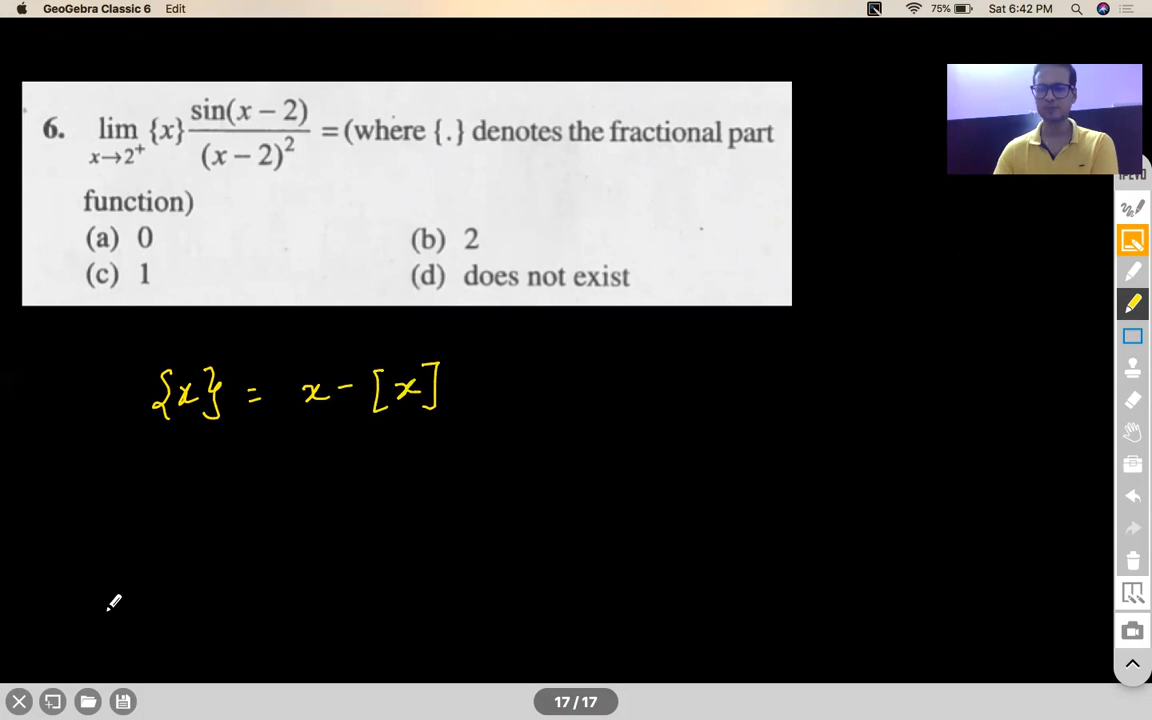 GeoGebra Classic 6 Edit 75% Sat 6:42 PM
6. lim x→2⁺ {x} sin(x – 2) / (x – 2)² = (where {.} denotes the fractional part
function)
(a) 0 (b) 2
(c) 1 (d) does not exist
{x} = x - [x]
17 / 17